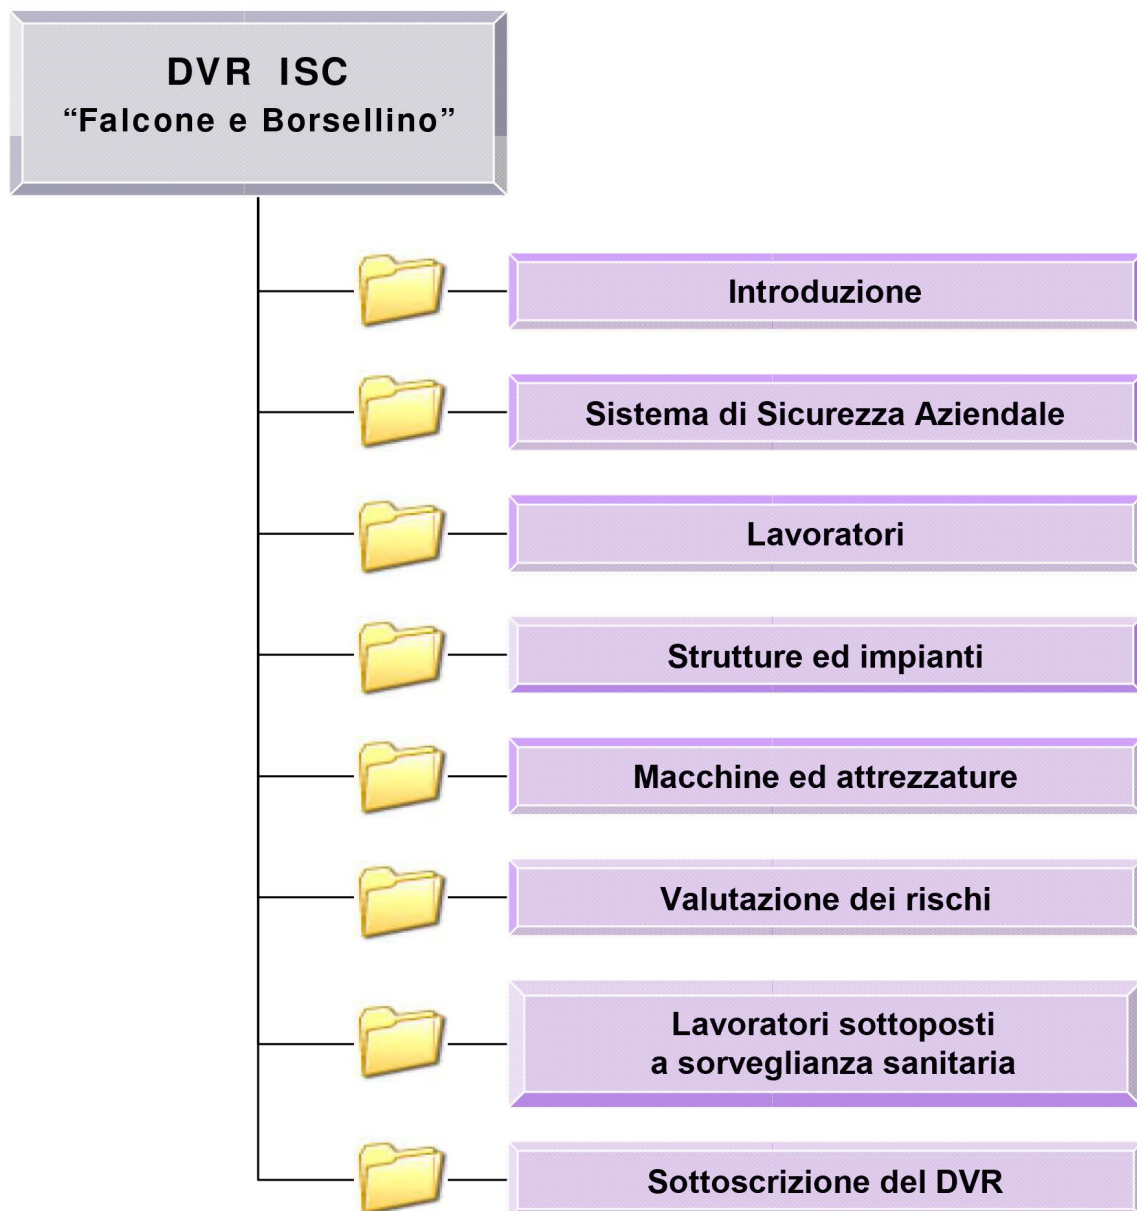 DVR ISC
“Falcone e Borsellino”
Introduzione
Sistema di Sicurezza Aziendale
Lavoratori
Strutture ed impianti
Macchine ed attrezzature
Valutazione dei rischi
Lavoratori sottoposti
a sorveglianza sanitaria
Sottoscrizione del DVR